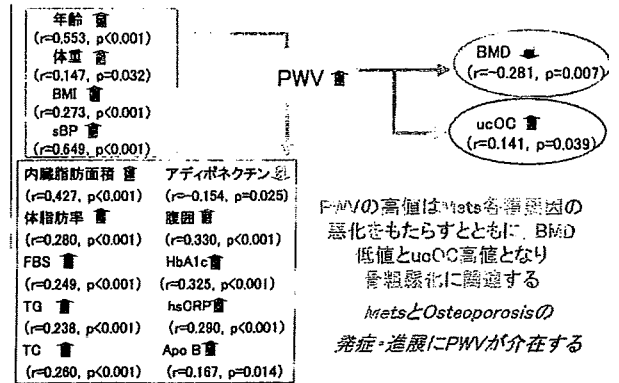 年齢
(r=0.553, p<0.001)
体重
(r=0.147, p=0.032)
BMI
(r=0.273, p<0.001)
sBP
(r=0.649, p<0.001)
内臓脂肪面積 アディポネクチン
(r=0.427, p<0.001) (r=-0.154, p=0.025)
体脂肪率 腹囲
(r=0.280, p<0.001) (r=0.330, p<0.001)
FBS HbA1c
(r=0.249, p<0.001) (r=0.325, p<0.001)
TG hsCRP
(r=0.238, p<0.001) (r=0.290, p<0.001)
TC Apo B
(r=0.260, p<0.001) (r=0.167, p=0.014)
PWV
BMD
(r=-0.281, p=0.007)
ucOC
(r=0.141, p=0.039)
PWVの高値はMets各種要因の
悪化をもたらすとともに、BMD
低値とucOC高値となり
骨粗鬆化に関連する
MetsとOsteoporosisの
発症・進展にPWVが介在する